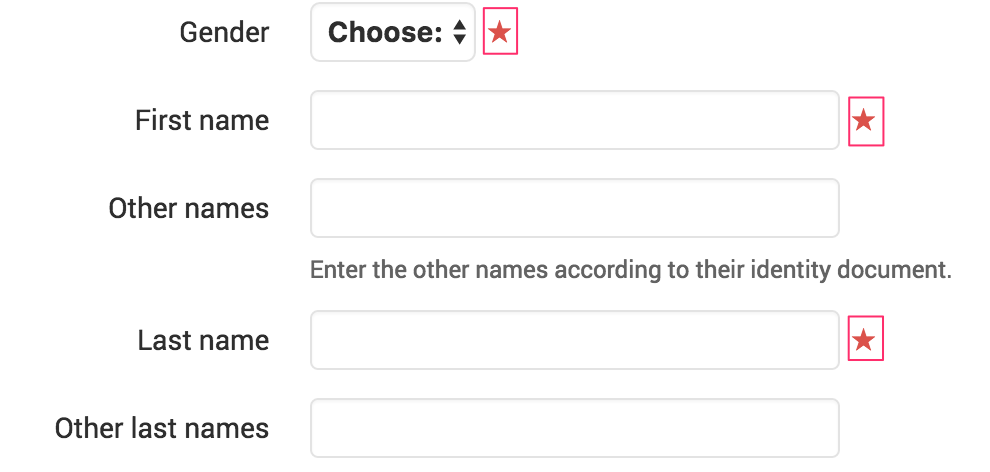 Gender Choose: ★
First name ★
Other names
Enter the other names according to their identity document.
Last name ★
Other last names